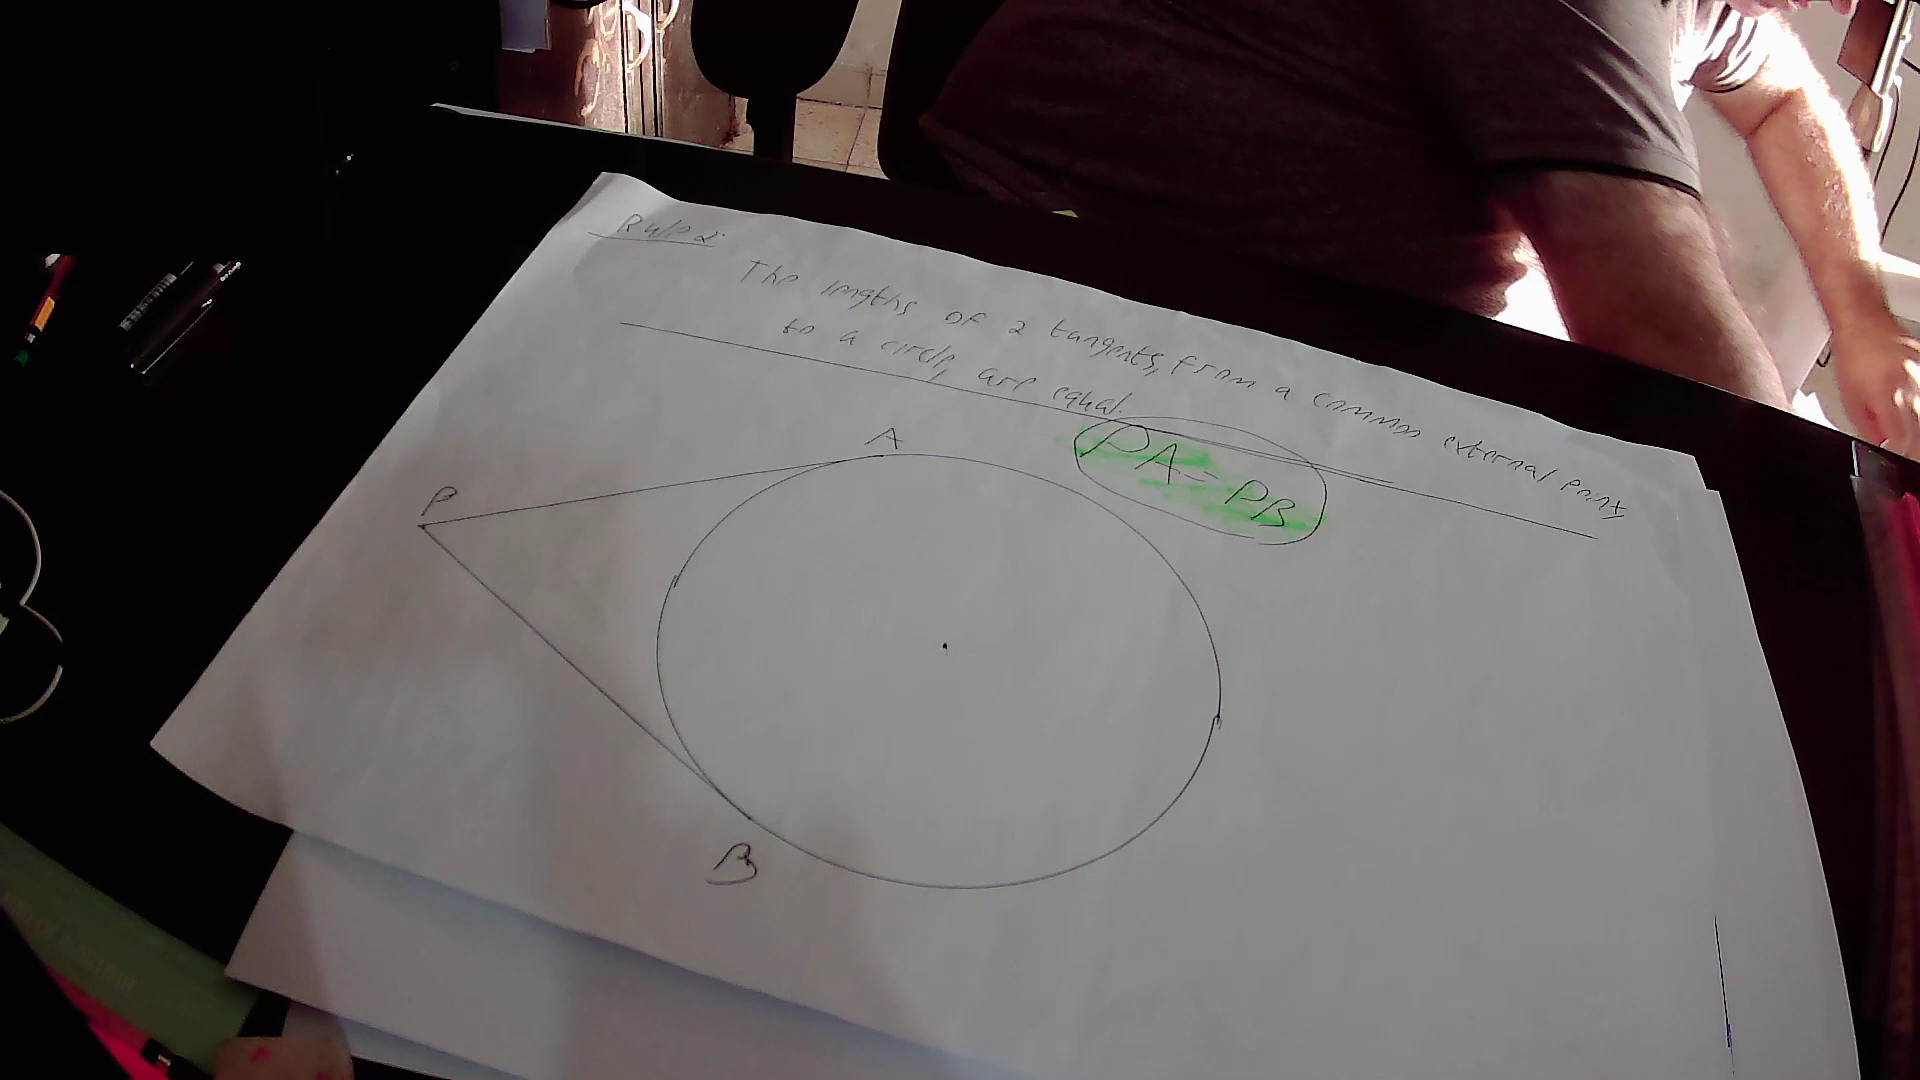 Rule 2:
The lengths of 2 tangents, from a common external point,
to a circle, are equal.
PA = PB
A
P
B